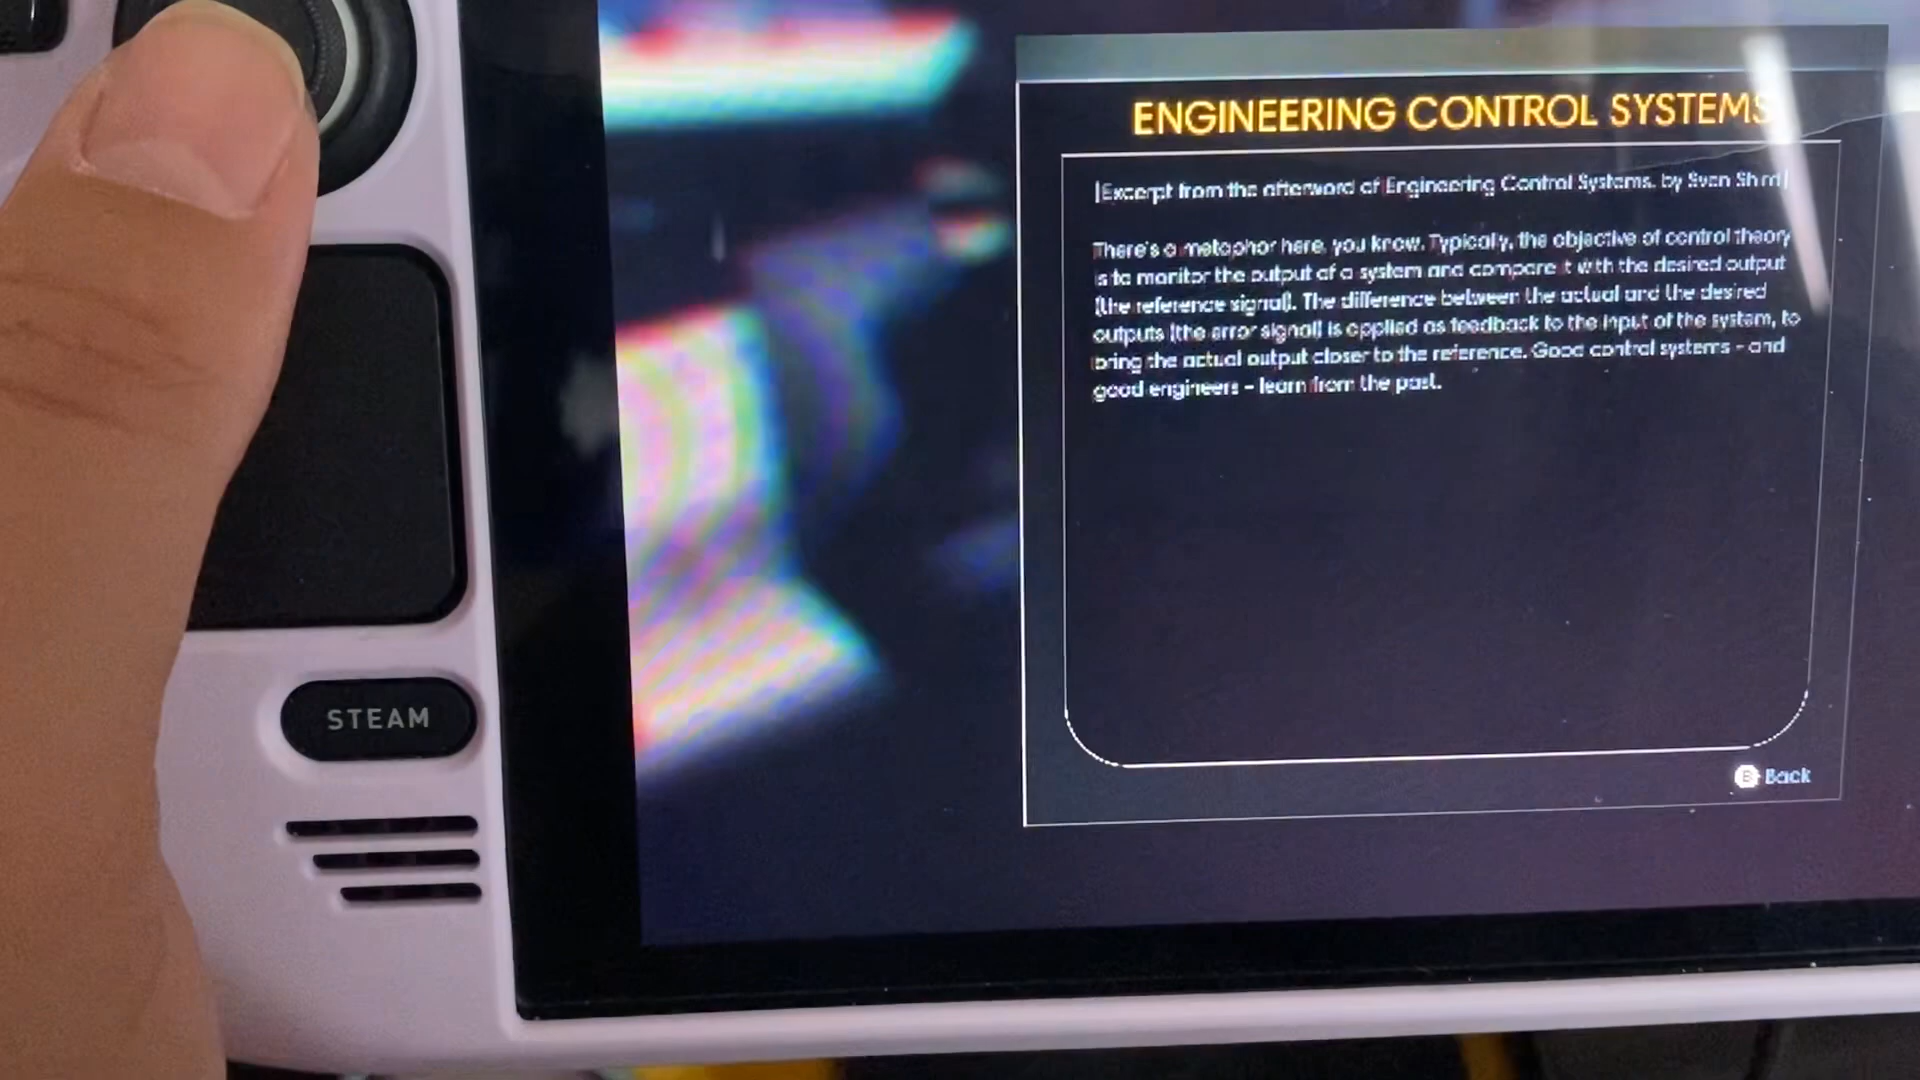 ENGINEERING CONTROL SYSTEMS
[Excerpt from the afterword of Engineering Control Systems, by Sven
There's a metaphor here, you know. Typically, the objective of control theory
is to monitor the output of a system and compare it with the desired output
(the reference signal). The difference between the actual and the desired
outputs (the error signal) is applied as feedback to the input of the system, to
bring the actual output closer to the reference. Good control systems - and
good engineers - learn from the past.
B Back
STEAM